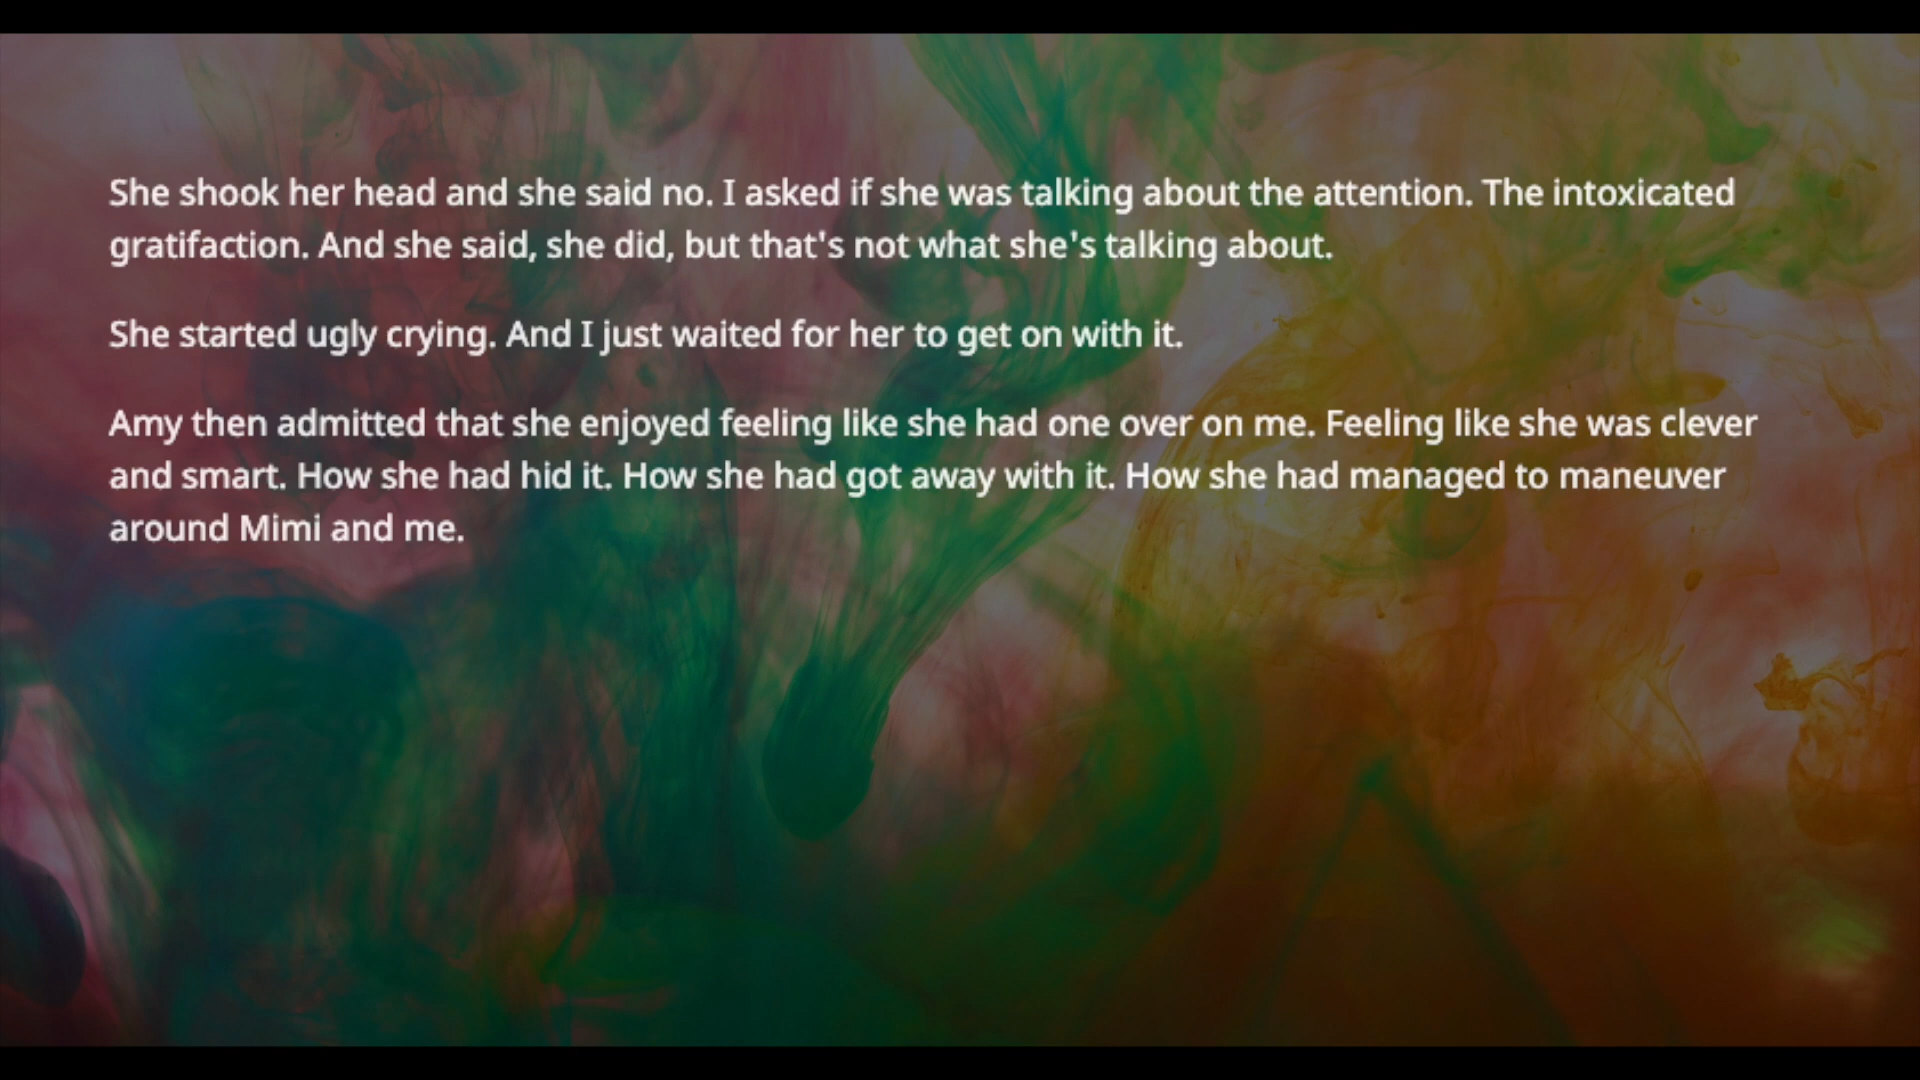 She shook her head and she said no. I asked if she was talking about the attention. The intoxicated
gratifaction. And she said, she did, but that's not what she's talking about.
She started ugly crying. And I just waited for her to get on with it.
Amy then admitted that she enjoyed feeling like she had one over on me. Feeling like she was clever
and smart. How she had hid it. How she had got away with it. How she had managed to maneuver
around Mimi and me.